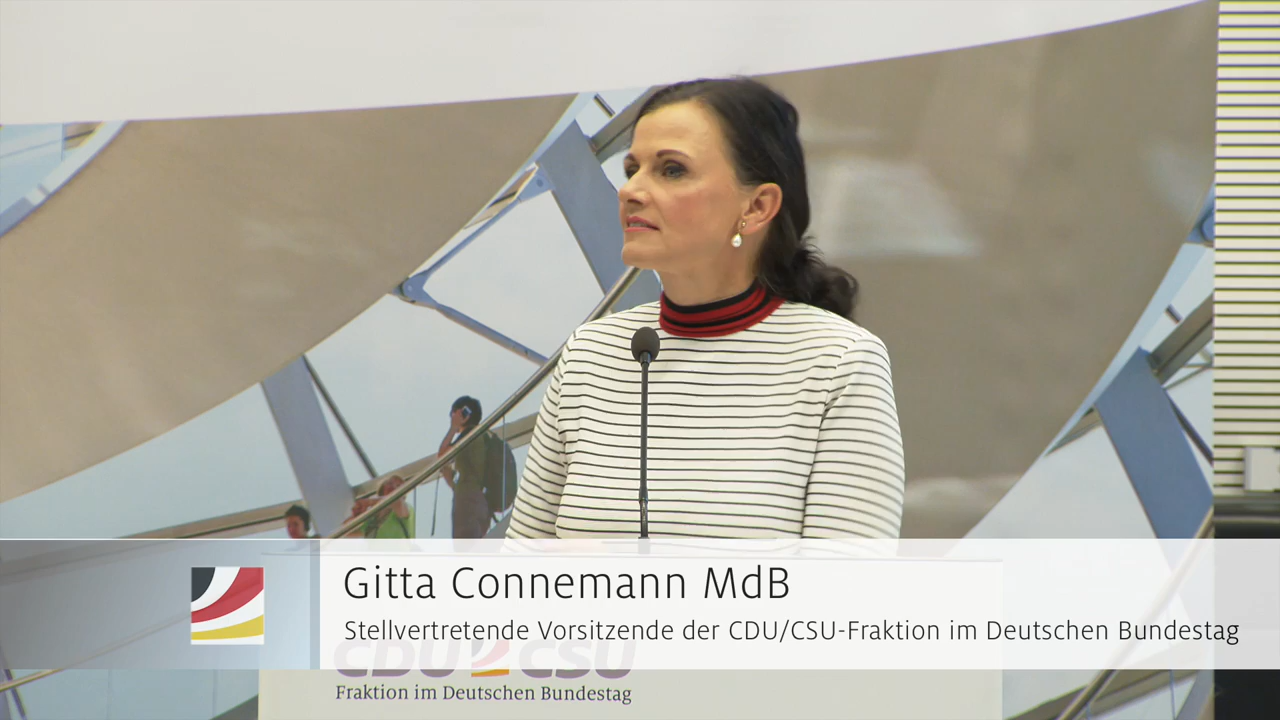 Gitta Connemann MdB
Stellvertretende Vorsitzende der CDU/CSU-Fraktion im Deutschen Bundestag
CDU CSU
Fraktion im Deutschen Bundestag